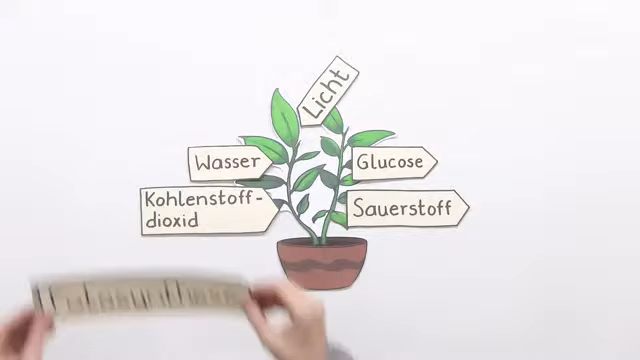 Licht
Wasser
Glucose
Kohlenstoff-
dioxid
Sauerstoff